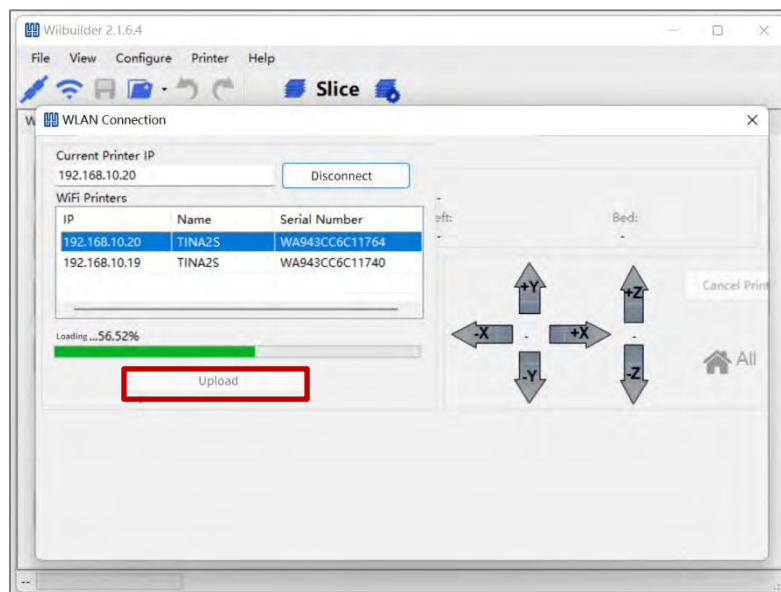 Wiibuilder 2.1.6.4
File View Configure Printer Help
Slice
W
WLAN Connection
Current Printer IP
192.168.10.20 Disconnect
WiFi Printers
IP Name Serial Number
192.168.10.20 TINA2S WA943CC6C11764
192.168.10.19 TINA2S WA943CC6C11740
Loading ...56.52%
Upload
-
eft: Bed:
- -
+Y +Z Cancel Print
-X - +X -
-Y -Z All
--